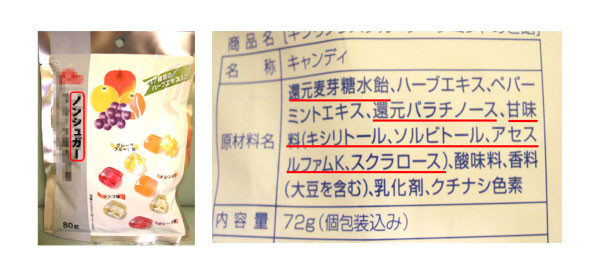 ノンシュガー
80g
名 称
キャンディ
原材料名
還元麦芽糖水飴、ハーブエキス、ペパー
ミントエキス、還元パラチノース、甘味
料(キシリトール、ソルビトール、アセス
ルファムK、スクラロース)、酸味料、香料
(大豆を含む)、乳化剤、クチナシ色素
内 容 量
72g(個包装込み)